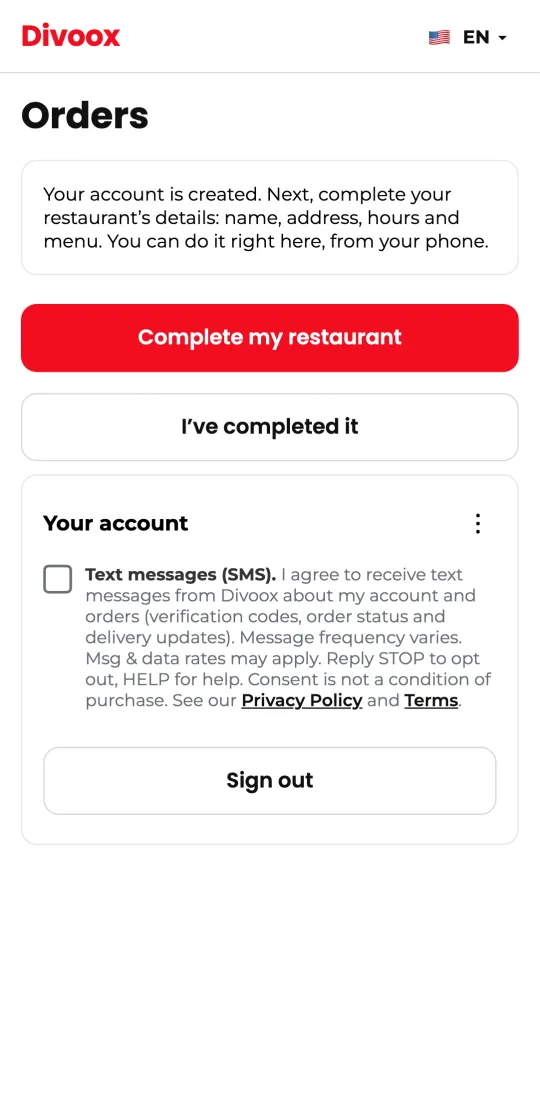 Divoox
EN
Orders
Your account is created. Next, complete your
restaurant’s details: name, address, hours and
menu. You can do it right here, from your phone.
Complete my restaurant
I’ve completed it
Your account
Text messages (SMS). I agree to receive text
messages from Divoox about my account and
orders (verification codes, order status and
delivery updates). Message frequency varies.
Msg & data rates may apply. Reply STOP to opt
out, HELP for help. Consent is not a condition of
purchase. See our Privacy Policy and Terms.
Sign out